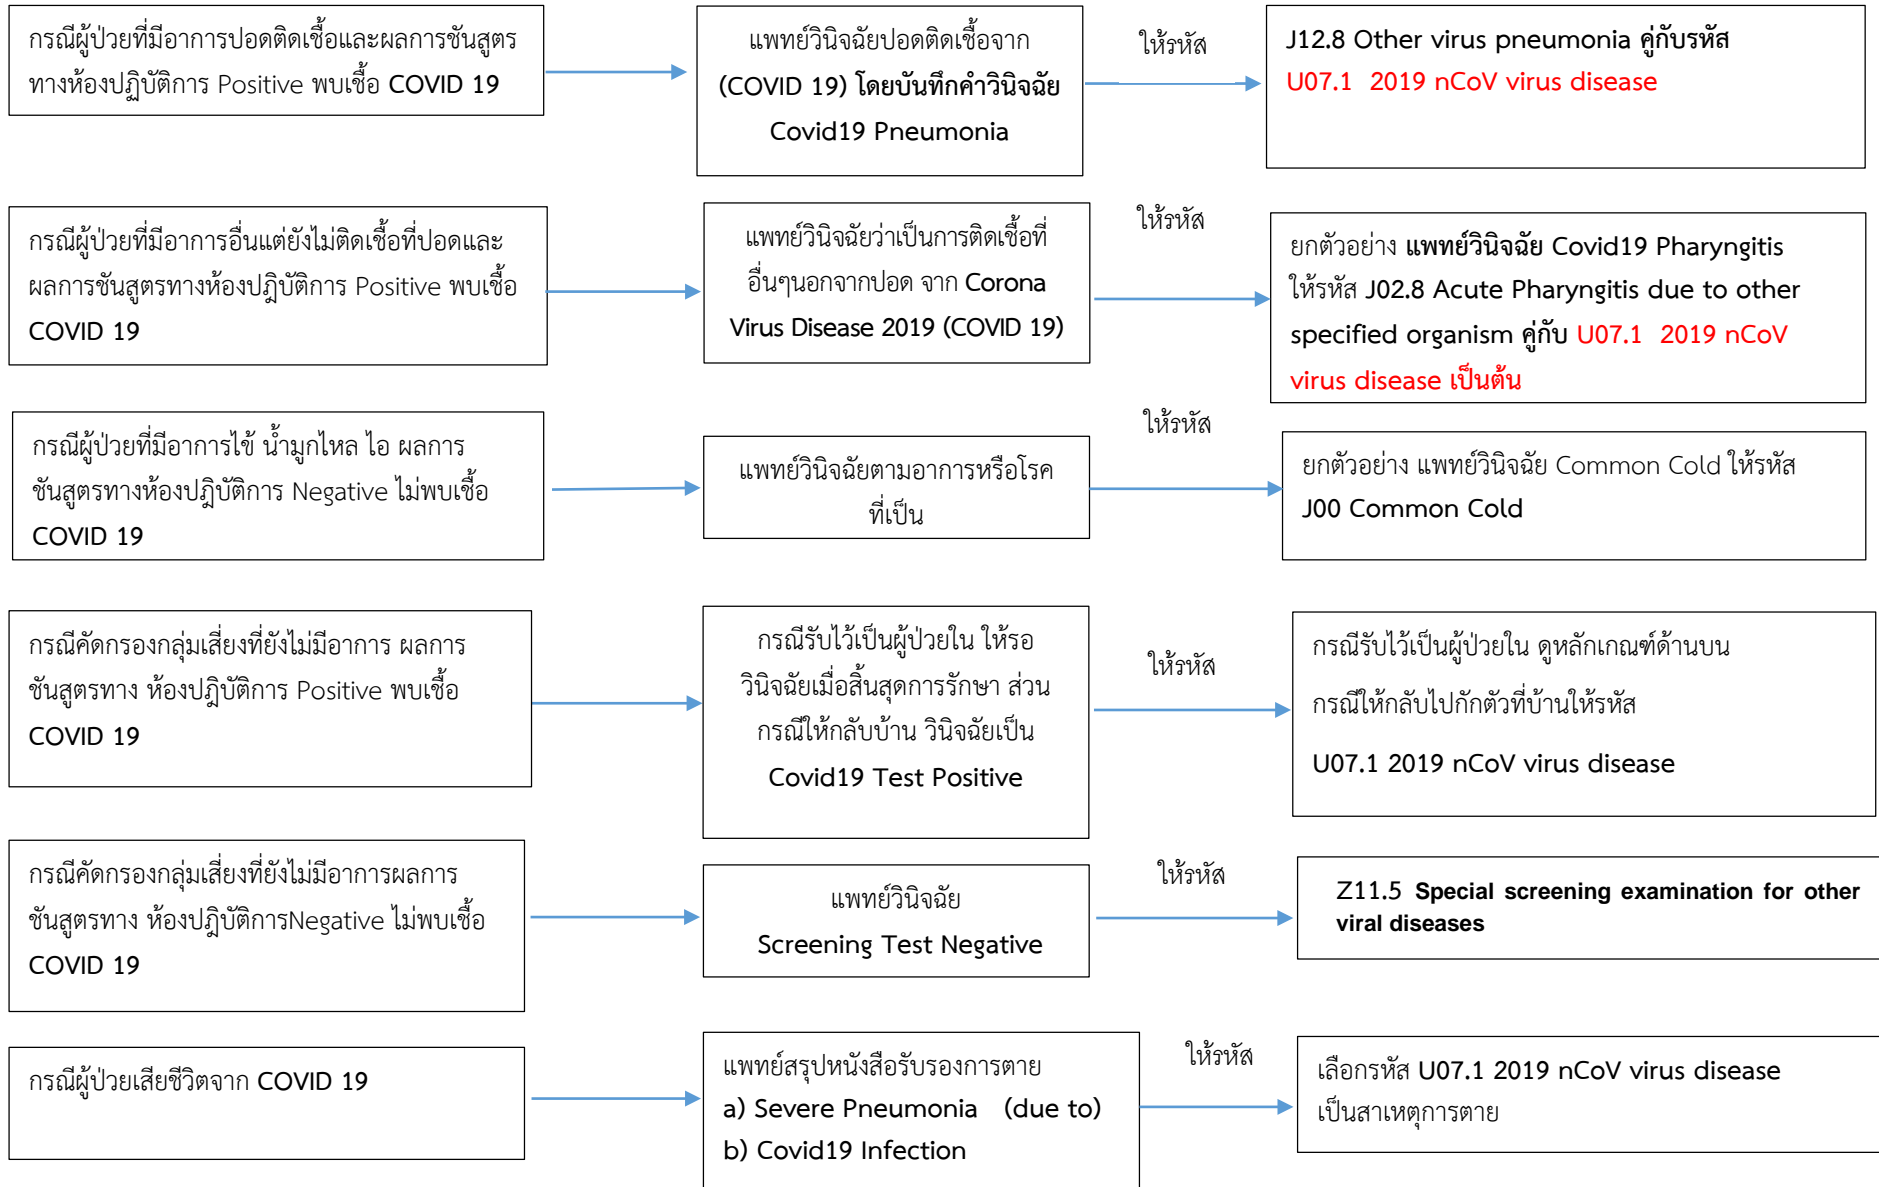 กรณีผู้ป่วยที่มีอาการปอดติดเชื้อและผลการชันสูตร
ทางห้องปฏิบัติการ Positive พบเชื้อ COVID 19
แพทย์วินิจฉัยปอดติดเชื้อจาก
(COVID 19) โดยบันทึกคำวินิจฉัย
Covid19 Pneumonia
ให้รหัส
J12.8 Other virus pneumonia คู่กับรหัส
U07.1 2019 nCoV virus disease
กรณีผู้ป่วยที่มีอาการอื่นแต่ยังไม่ติดเชื้อที่ปอดและ
ผลการชันสูตรทางห้องปฎิบัติการ Positive พบเชื้อ
COVID 19
แพทย์วินิจฉัยว่าเป็นการติดเชื้อที่
อื่นๆนอกจากปอด จาก Corona
Virus Disease 2019 (COVID 19)
ให้รหัส
ยกตัวอย่าง แพทย์วินิจฉัย Covid19 Pharyngitis
ให้รหัส J02.8 Acute Pharyngitis due to other
specified organism คู่กับ U07.1 2019 nCoV
virus disease เป็นต้น
กรณีผู้ป่วยที่มีอาการไข้ น้ำมูกไหล ไอ ผลการ
ชันสูตรทางห้องปฎิบัติการ Negative ไม่พบเชื้อ
COVID 19
แพทย์วินิจฉัยตามอาการหรือโรค
ที่เป็น
ให้รหัส
ยกตัวอย่าง แพทย์วินิจฉัย Common Cold ให้รหัส
J00 Common Cold
กรณีคัดกรองกลุ่มเสี่ยงที่ยังไม่มีอาการ ผลการ
ชันสูตรทาง ห้องปฎิบัติการ Positive พบเชื้อ
COVID 19
กรณีรับไว้เป็นผู้ป่วยใน ให้รอ
วินิจฉัยเมื่อสิ้นสุดการรักษา ส่วน
กรณีให้กลับบ้าน วินิจฉัยเป็น
Covid19 Test Positive
ให้รหัส
กรณีรับไว้เป็นผู้ป่วยใน ดูหลักเกณฑ์ด้านบน
กรณีให้กลับไปกักตัวที่บ้านให้รหัส
U07.1 2019 nCoV virus disease
กรณีคัดกรองกลุ่มเสี่ยงที่ยังไม่มีอาการผลการ
ชันสูตรทาง ห้องปฎิบัติการNegative ไม่พบเชื้อ
COVID 19
แพทย์วินิจฉัย
Screening Test Negative
ให้รหัส
Z11.5 Special screening examination for other
viral diseases
กรณีผู้ป่วยเสียชีวิตจาก COVID 19
แพทย์สรุปหนังสือรับรองการตาย
a) Severe Pneumonia (due to)
b) Covid19 Infection
ให้รหัส
เลือกรหัส U07.1 2019 nCoV virus disease
เป็นสาเหตุการตาย